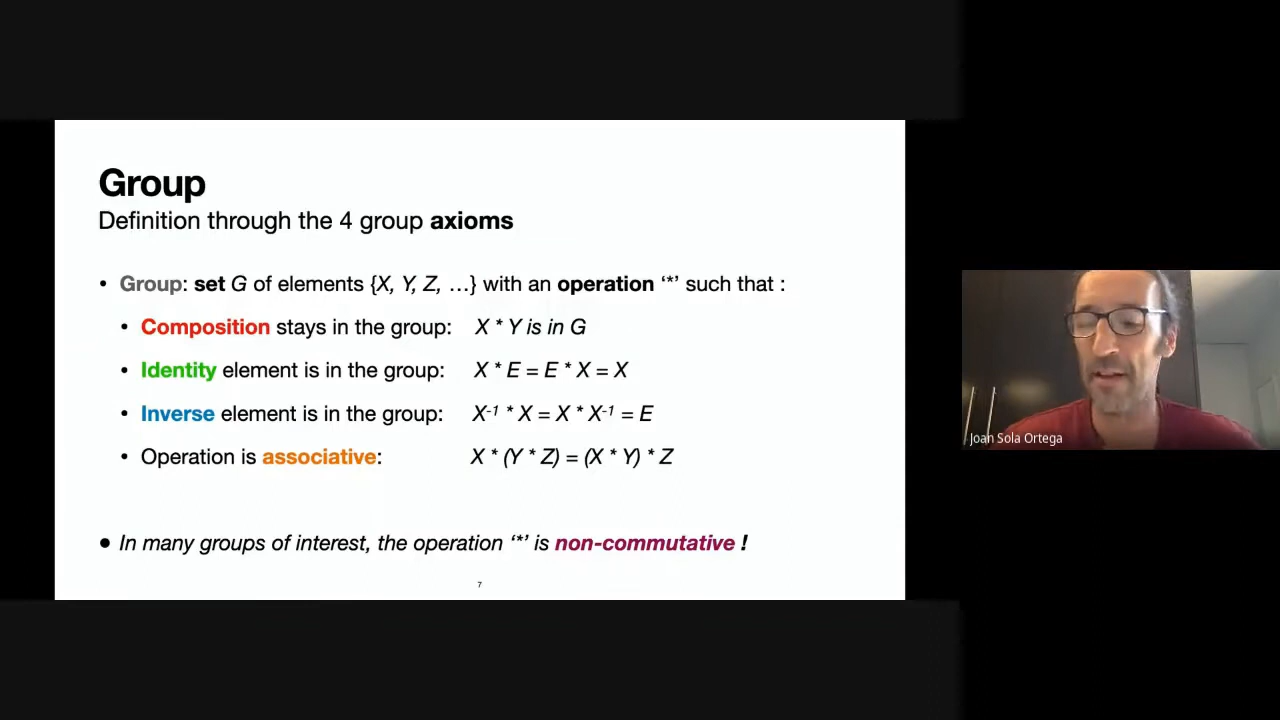 Group
Definition through the 4 group axioms
• Group: set G of elements {X, Y, Z, …} with an operation ‘*’ such that :
• Composition stays in the group: X * Y is in G
• Identity element is in the group: X * E = E * X = X
• Inverse element is in the group: X⁻¹ * X = X * X⁻¹ = E
• Operation is associative: X * (Y * Z) = (X * Y) * Z
• In many groups of interest, the operation ‘*’ is non-commutative !
7
Joan Sola Ortega